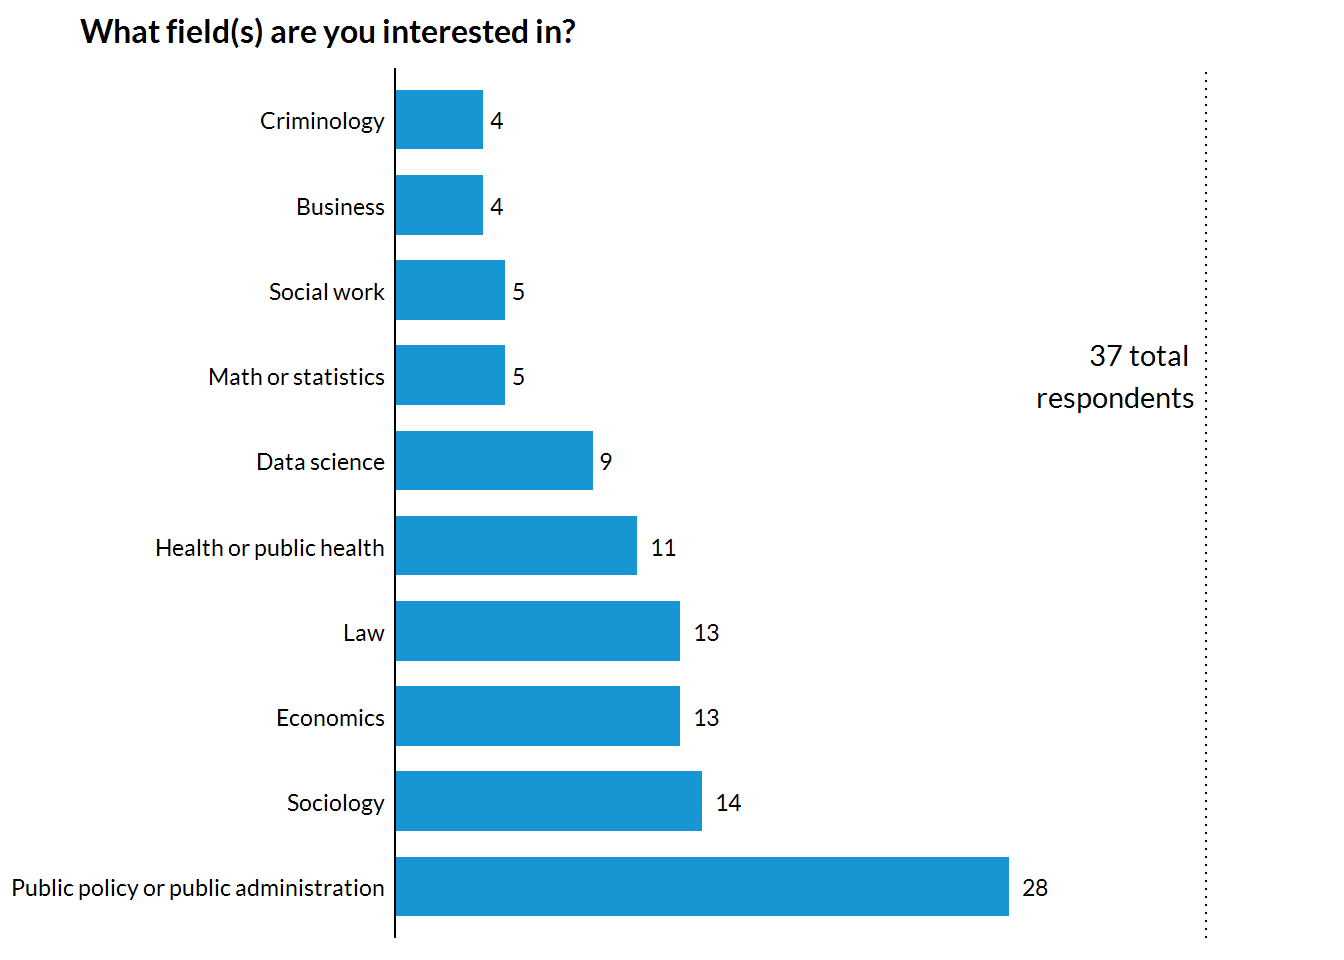 What field(s) are you interested in?
Criminology 4
Business 4
Social work 5
Math or statistics 5
37 total
respondents
Data science 9
Health or public health 11
Law 13
Economics 13
Sociology 14
Public policy or public administration 28